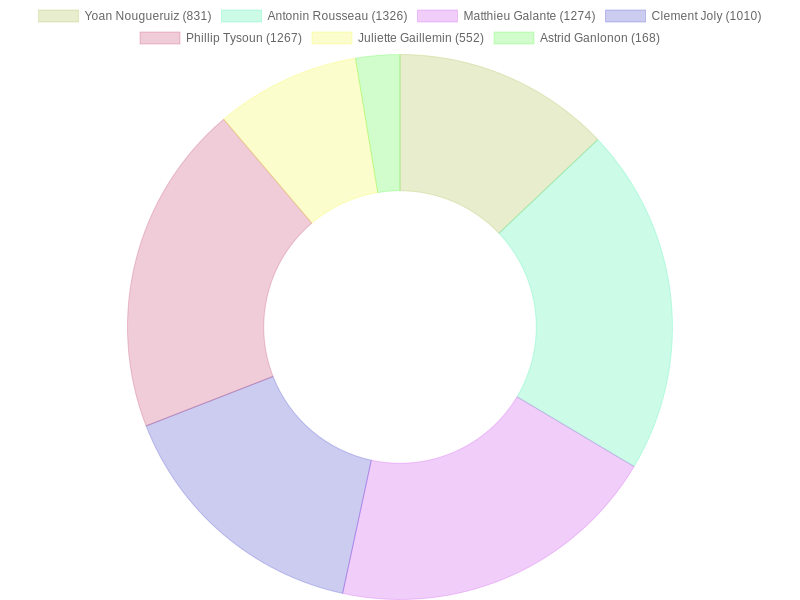 Yoan Nougueruiz (831) Antonin Rousseau (1326) Matthieu Galante (1274) Clement Joly (1010)
Phillip Tysoun (1267) Juliette Gaillemin (552) Astrid Ganlonon (168)